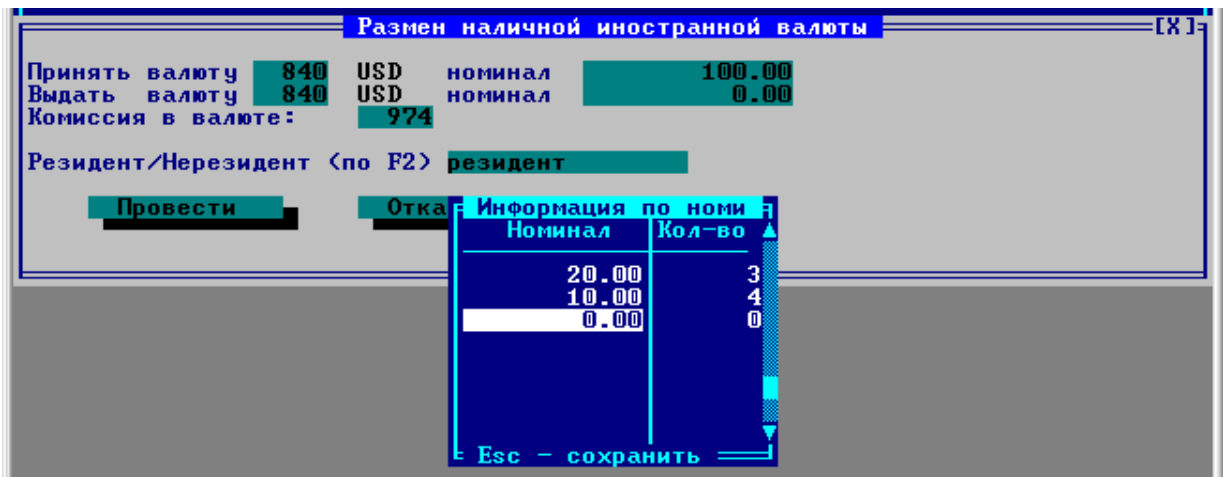 Размен наличной иностранной валюты [X]
Принять валюту 840 USD номинал 100.00
Выдать валюту 840 USD номинал 0.00
Комиссия в валюте: 974
Резидент/Нерезидент (по F2) резидент
Провести Отка
Информация по номи
Номинал Кол-во
20.00 3
10.00 4
0.00 0
Esc - сохранить